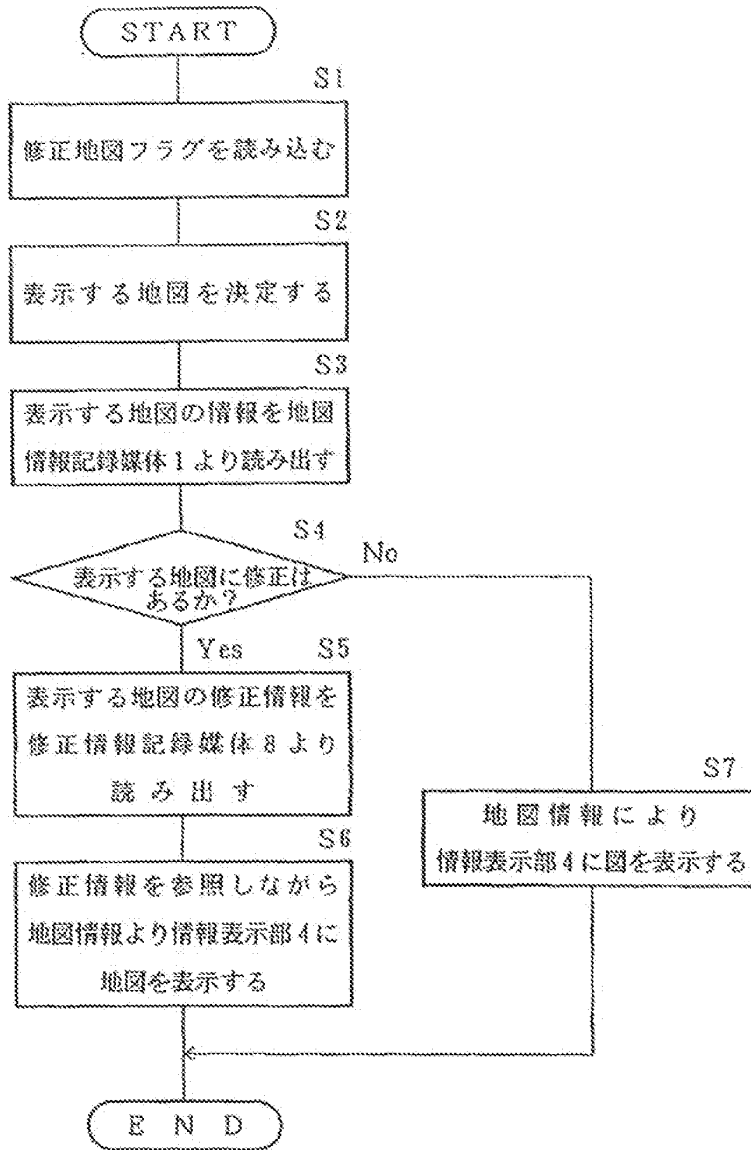 START
S1
修正地図フラグを読み込む
S2
表示する地図を決定する
S3
表示する地図の情報を地図
情報記録媒体1より読み出す
S4
表示する地図に修正は
あるか？
No
Yes
S5
表示する地図の修正情報を
修正情報記録媒体8より
読み出す
S6
修正情報を参照しながら
地図情報より情報表示部4に
地図を表示する
S7
地図情報により
情報表示部4に図を表示する
END